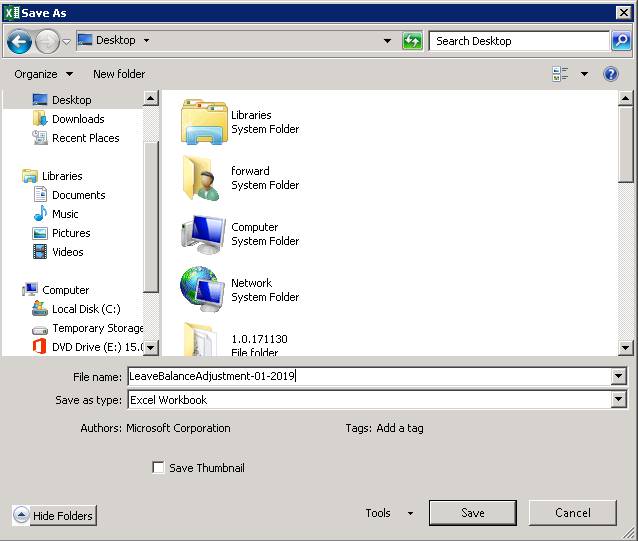 Save As
Desktop
Search Desktop
Organize New folder
Desktop
Downloads
Recent Places
Libraries
Documents
Music
Pictures
Videos
Computer
Local Disk (C:)
Temporary Storage
DVD Drive (E:) 15.0
Libraries
System Folder
forward
System Folder
Computer
System Folder
Network
System Folder
1.0.171130
File folder
File name: LeaveBalanceAdjustment-01-2019
Save as type: Excel Workbook
Authors: Microsoft Corporation Tags: Add a tag
Save Thumbnail
Hide Folders Tools Save Cancel